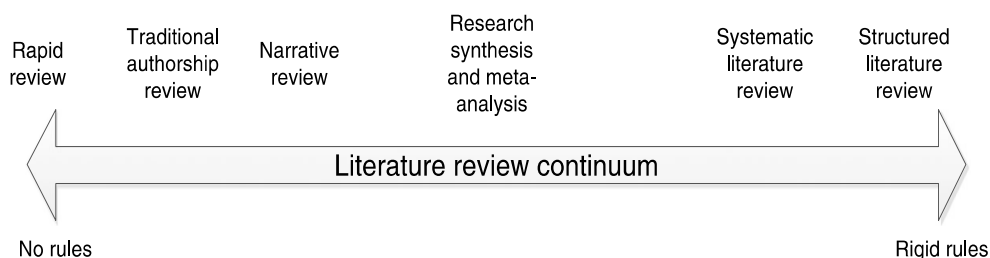 Rapid
review
Traditional
authorship
review
Narrative
review
Research
synthesis
and meta-
analysis
Systematic
literature
review
Structured
literature
review
Literature review continuum
No rules
Rigid rules